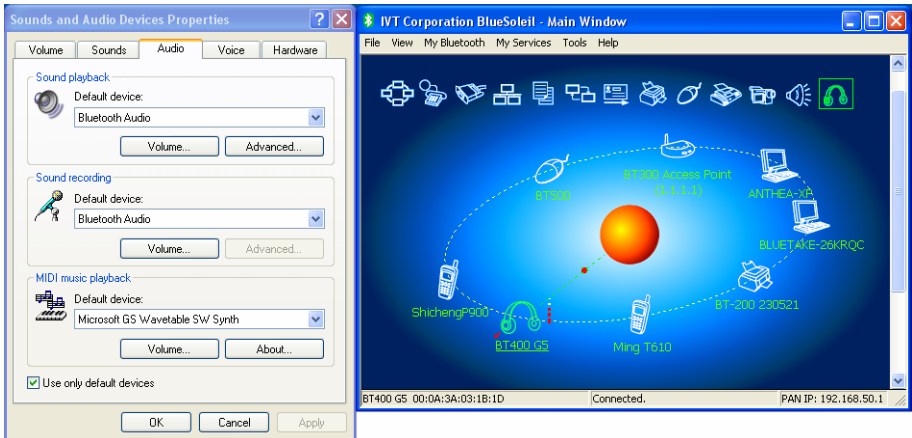 Sounds and Audio Devices Properties
Volume
Sounds
Audio
Voice
Hardware
Sound playback
Default device:
Bluetooth Audio
Volume...
Advanced...
Sound recording
Default device:
Bluetooth Audio
Volume...
Advanced...
MIDI music playback
Default device:
Microsoft GS Wavetable SW Synth
Volume...
About...
Use only default devices
OK
Cancel
Apply
IVT Corporation BlueSoleil - Main Window
File View My Bluetooth My Services Tools Help
BT500
BT300 Access Point
ANTHEA-XP
BLUETAKE-26KRQC
BT-200 230521
ShichengP900
BT400 G5
Ming T610
BT400 G5 00:0A:3A:03:1B:1D
Connected.
PAN IP: 192.168.50.1